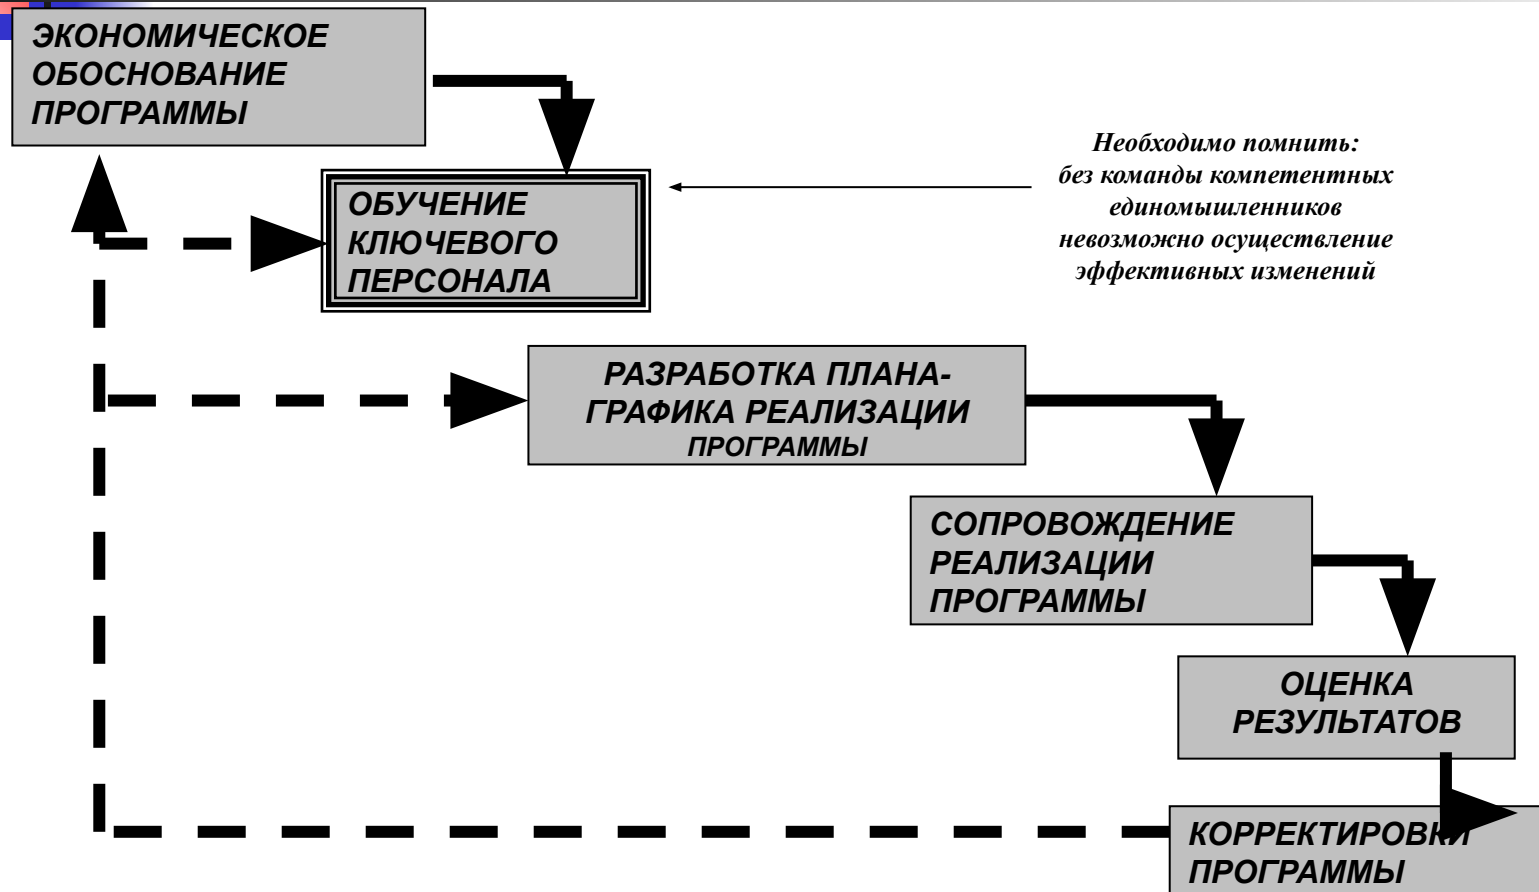 ЭКОНОМИЧЕСКОЕ
ОБОСНОВАНИЕ
ПРОГРАММЫ
Необходимо помнить:
без команды компетентных
единомышленников
невозможно осуществление
эффективных изменений
ОБУЧЕНИЕ
КЛЮЧЕВОГО
ПЕРСОНАЛА
РАЗРАБОТКА ПЛАНА-
ГРАФИКА РЕАЛИЗАЦИИ
ПРОГРАММЫ
СОПРОВОЖДЕНИЕ
РЕАЛИЗАЦИИ
ПРОГРАММЫ
ОЦЕНКА
РЕЗУЛЬТАТОВ
КОРРЕКТИРОВКИ
ПРОГРАММЫ